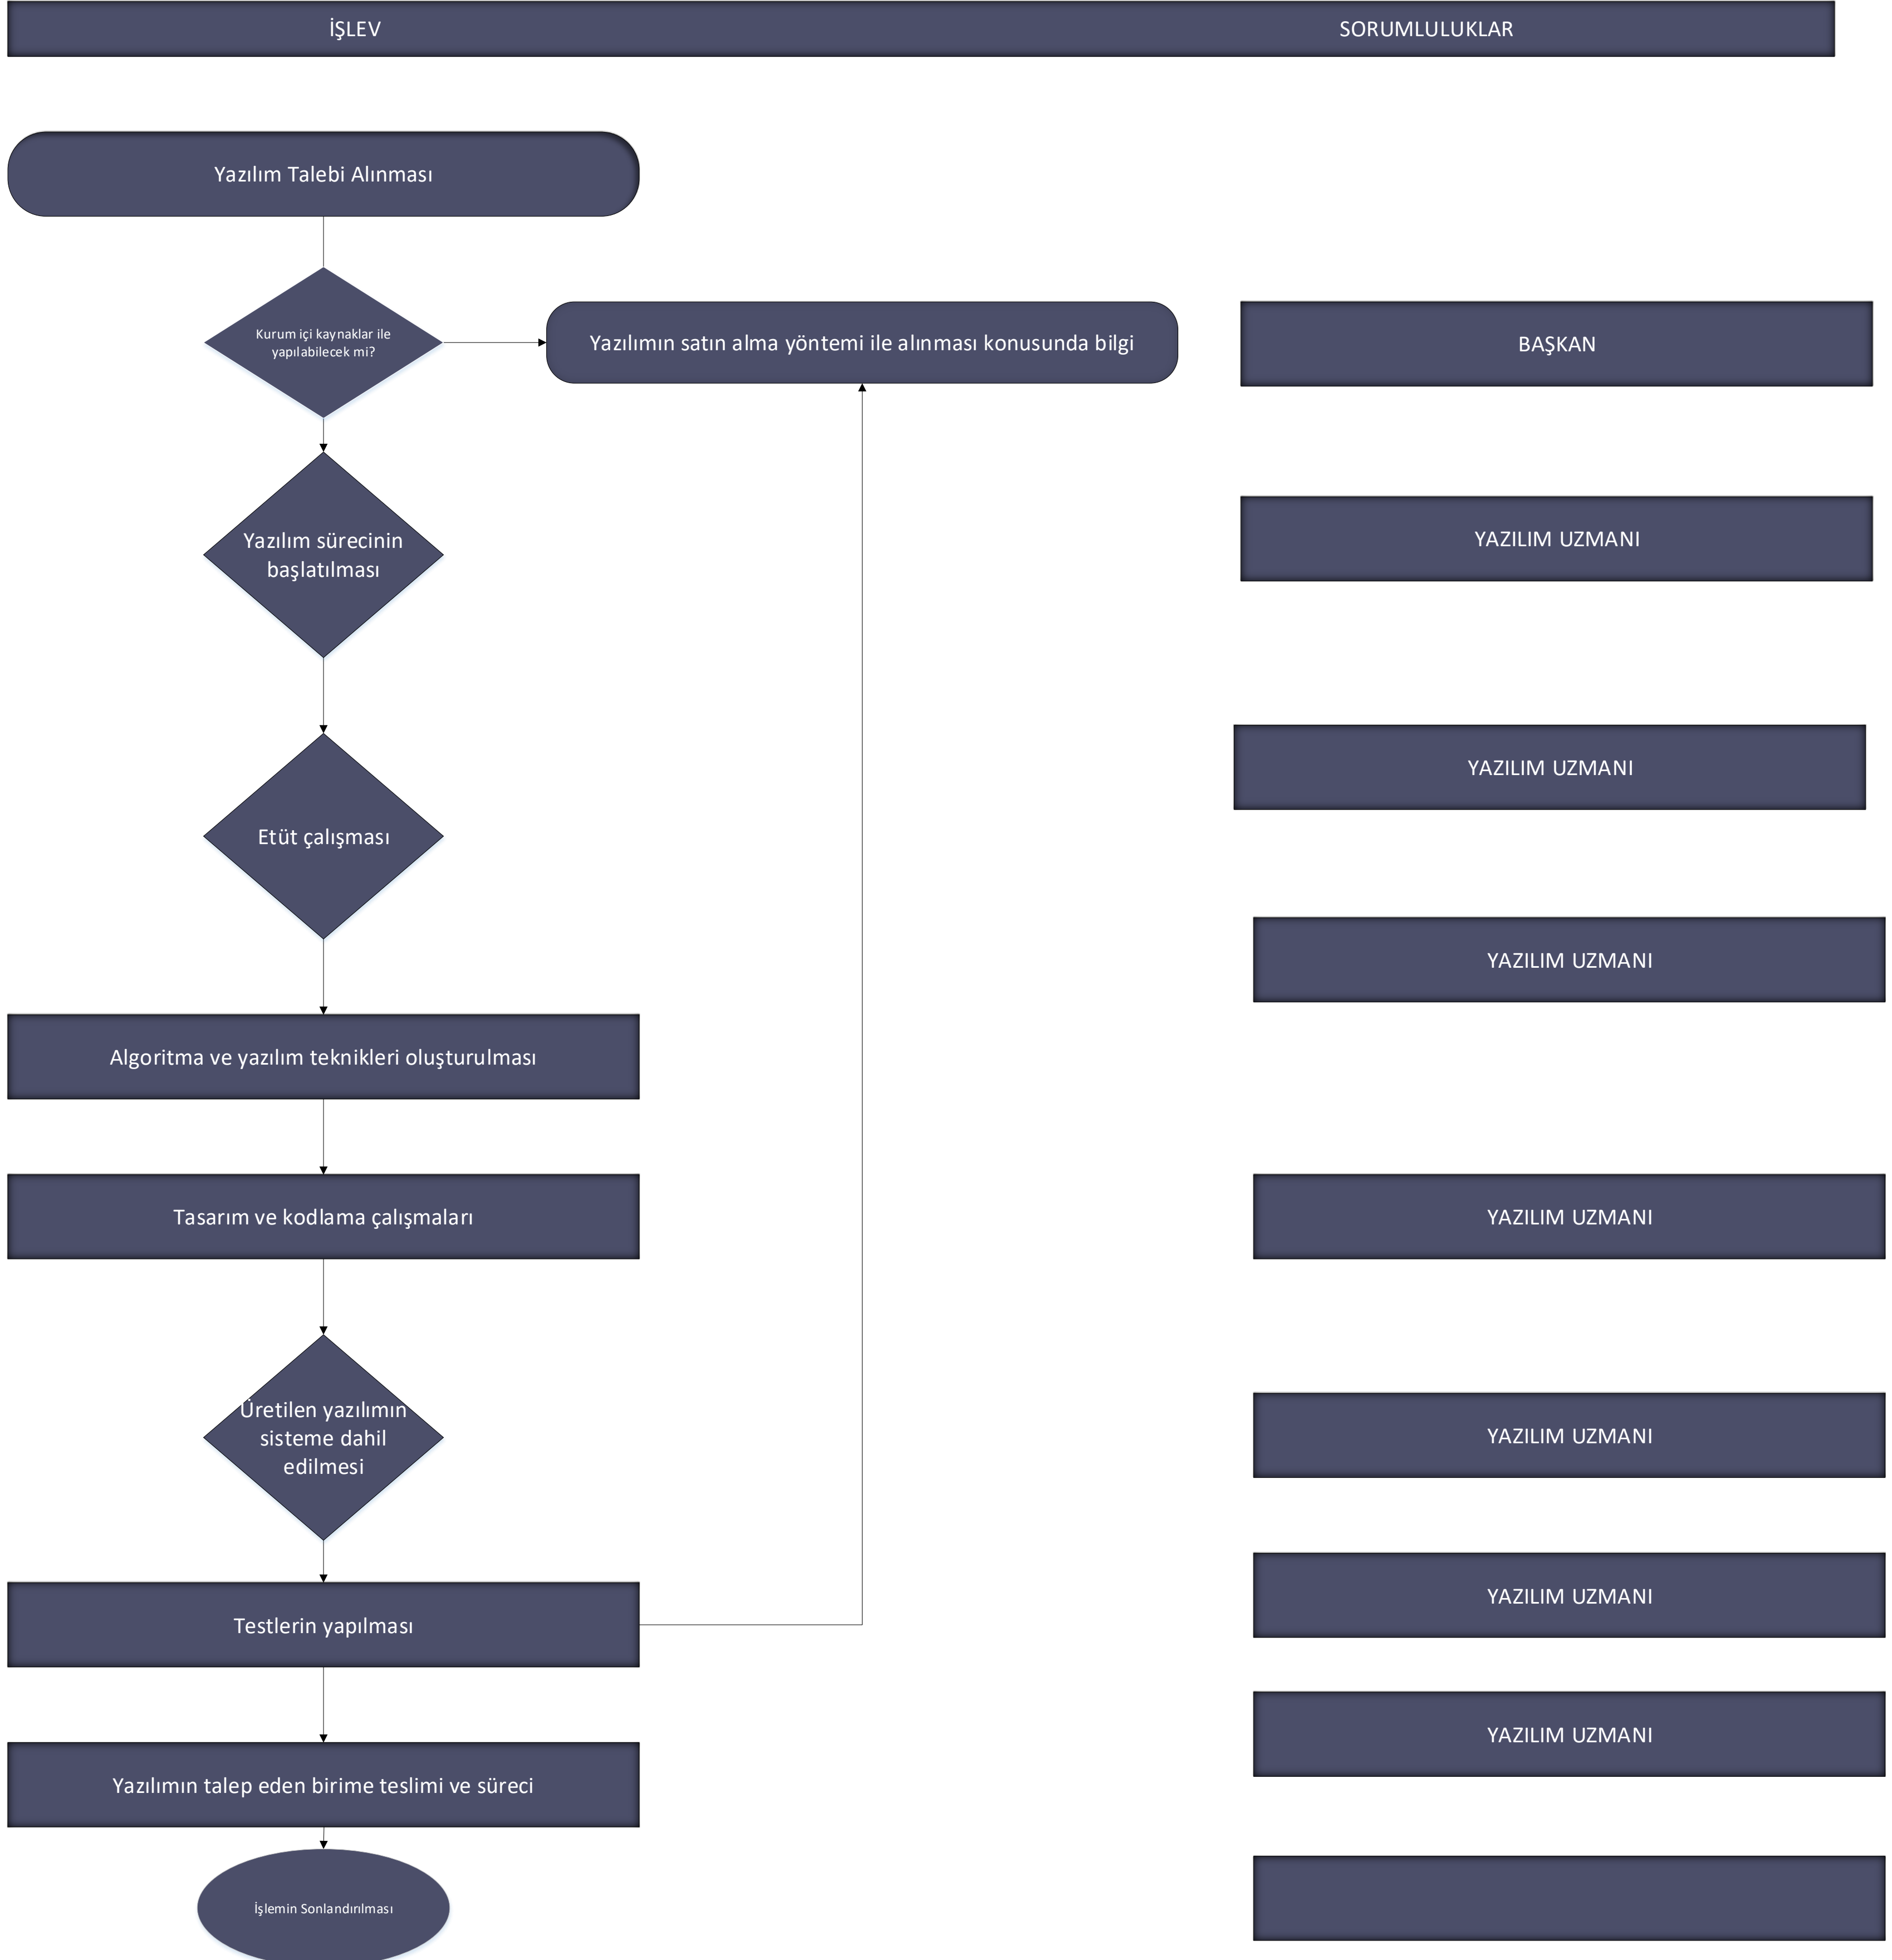 İŞLEV
SORUMLULUKLAR
Yazılım Talebi Alınması
Kurum içi kaynaklar ile
yapılabilecek mi?
Yazılımın satın alma yöntemi ile alınması konusunda bilgi
BAŞKAN
Yazılım sürecinin
başlatılması
YAZILIM UZMANI
Etüt çalışması
YAZILIM UZMANI
Algoritma ve yazılım teknikleri oluşturulması
YAZILIM UZMANI
Tasarım ve kodlama çalışmaları
YAZILIM UZMANI
Üretilen yazılımın
sisteme dahil
edilmesi
YAZILIM UZMANI
Testlerin yapılması
YAZILIM UZMANI
Yazılımın talep eden birime teslimi ve süreci
YAZILIM UZMANI
İşlemin Sonlandırılması